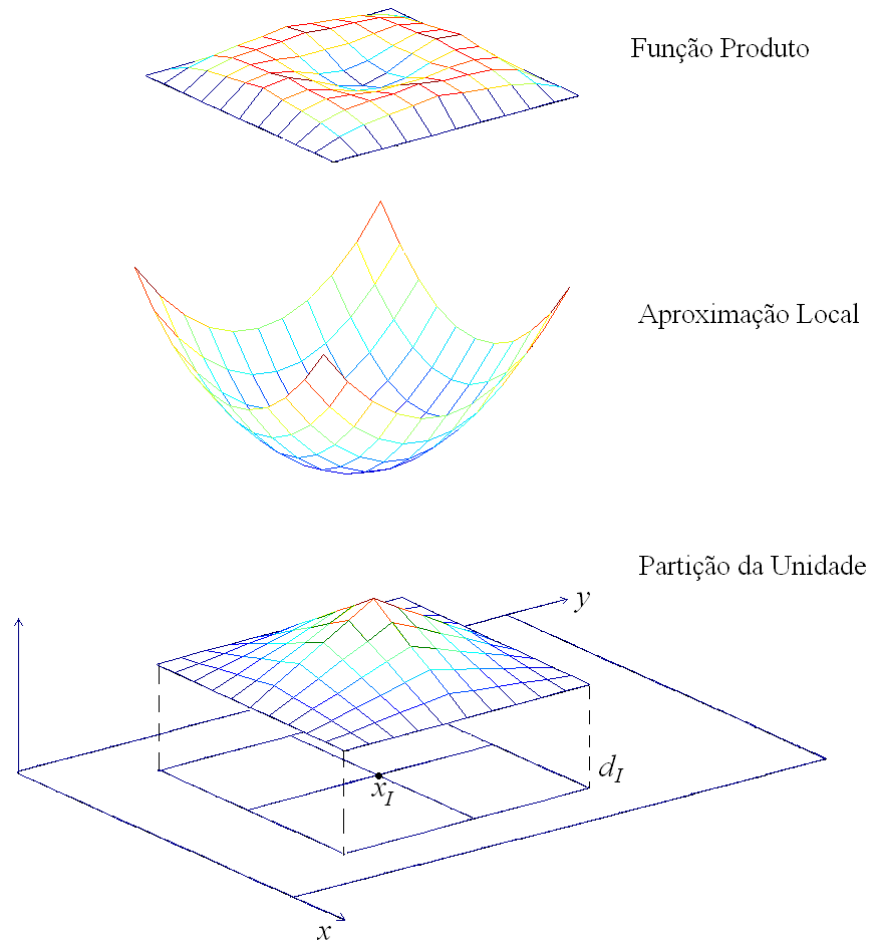 Função Produto
Aproximação Local
Partição da Unidade
y
d_I
x_I
x